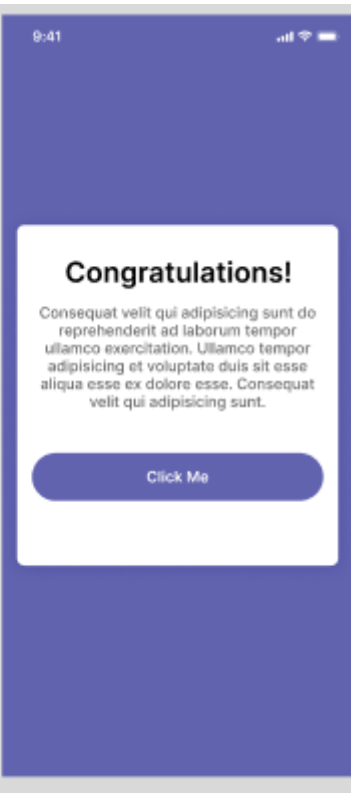 9:41
Congratulations!
Consequat velit qui adipisicing sunt do
reprehenderit ad laborum tempor
ullamco exercitation. Ullamco tempor
adipisicing et voluptate duis sit esse
aliqua esse ex dolore esse. Consequat
velit qui adipisicing sunt.
Click Me